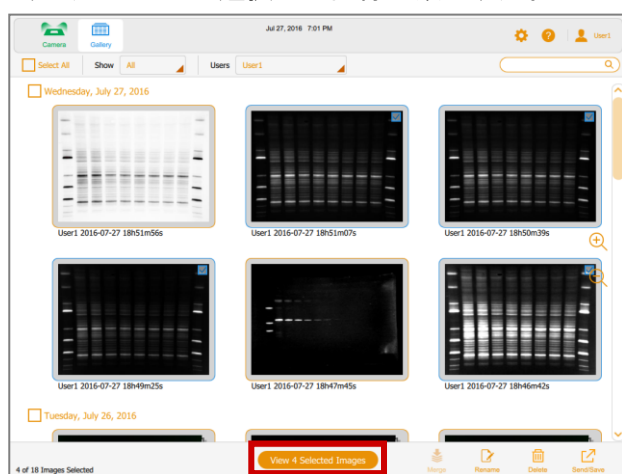 Jul 27, 2016 7:01 PM
Camera
Gallery
User1
Select All
Show
All
Users
User1
Wednesday, July 27, 2016
User1 2016-07-27 18h51m56s
User1 2016-07-27 18h51m07s
User1 2016-07-27 18h50m39s
User1 2016-07-27 18h49m25s
User1 2016-07-27 18h47m45s
User1 2016-07-27 18h46m42s
Tuesday, July 26, 2016
4 of 18 Images Selected
View 4 Selected Images
Merge
Rename
Delete
Send/Save